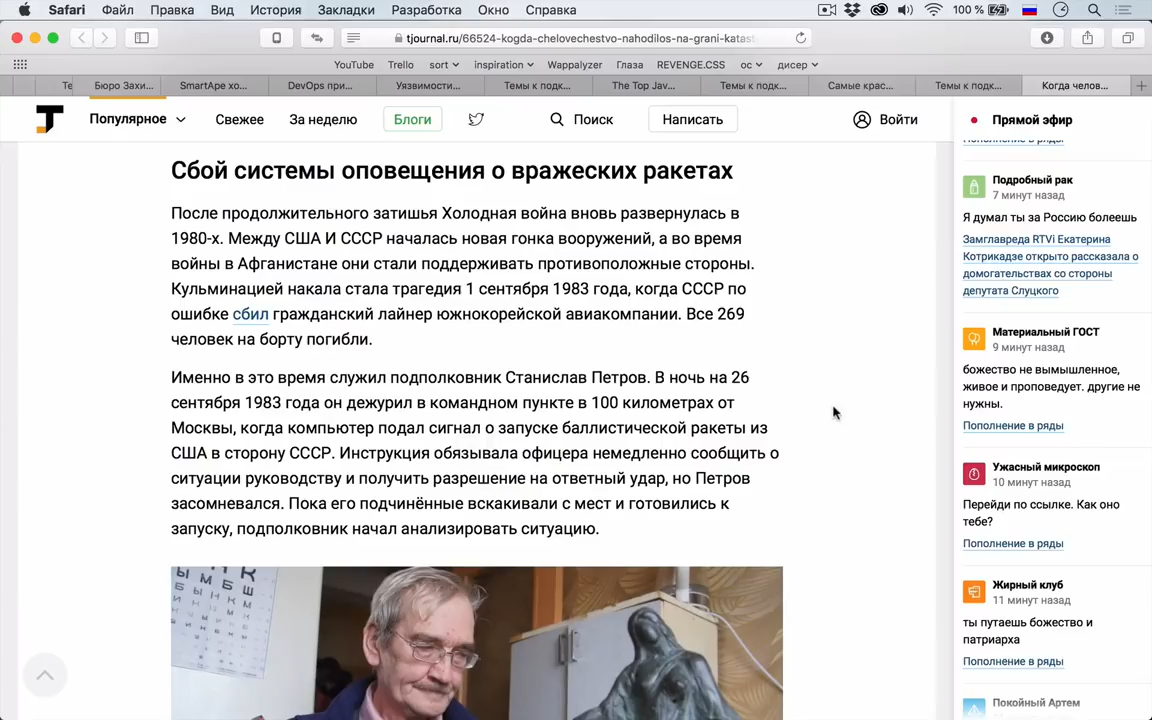 Safari Файл Правка Вид История Закладки Разработка Окно Справка 100 %
tjournal.ru/66524-kogda-chelovechestvo-nahodilos-na-grani-katast
YouTube Trello sort inspiration Wappalyzer Глаза REVENGE.CSS ос дисер
Те Бюро Захи... SmartApe хо... DevOps при... Уязвимости... Темы к подк... The Top Jav... Темы к подк... Самые крас... Темы к подк... Когда челов...
Популярное Свежее За неделю Блоги Поиск Написать Войти
Сбой системы оповещения о вражеских ракетах
После продолжительного затишья Холодная война вновь развернулась в
1980-х. Между США И СССР началась новая гонка вооружений, а во время
войны в Афганистане они стали поддерживать противоположные стороны.
Кульминацией накала стала трагедия 1 сентября 1983 года, когда СССР по
ошибке сбил гражданский лайнер южнокорейской авиакомпании. Все 269
человек на борту погибли.
Именно в это время служил подполковник Станислав Петров. В ночь на 26
сентября 1983 года он дежурил в командном пункте в 100 километрах от
Москвы, когда компьютер подал сигнал о запуске баллистической ракеты из
США в сторону СССР. Инструкция обязывала офицера немедленно сообщить о
ситуации руководству и получить разрешение на ответный удар, но Петров
засомневался. Пока его подчинённые вскакивали с мест и готовились к
запуску, подполковник начал анализировать ситуацию.
Прямой эфир
Пополнение в ряды
Подробный рак
7 минут назад
Я думал ты за Россию болеешь
Замглавреда RTVi Екатерина
Котрикадзе открыто рассказала о
домогательствах со стороны
депутата Слуцкого
Материальный ГОСТ
9 минут назад
божество не вымышленное,
живое и проповедует. другие не
нужны.
Пополнение в ряды
Ужасный микроскоп
10 минут назад
Перейди по ссылке. Как оно
тебе?
Пополнение в ряды
Жирный клуб
11 минут назад
ты путаешь божество и
патриарха
Пополнение в ряды
Покойный Артем